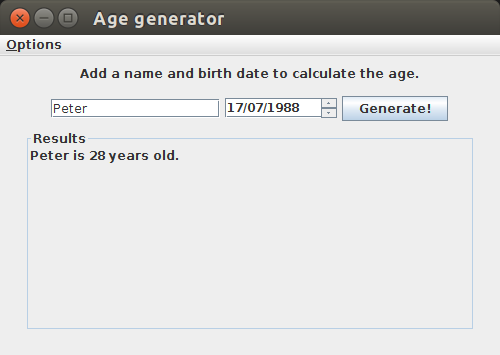 Age generator
Options
Add a name and birth date to calculate the age.
Peter 17/07/1988 Generate!
Results
Peter is 28 years old.